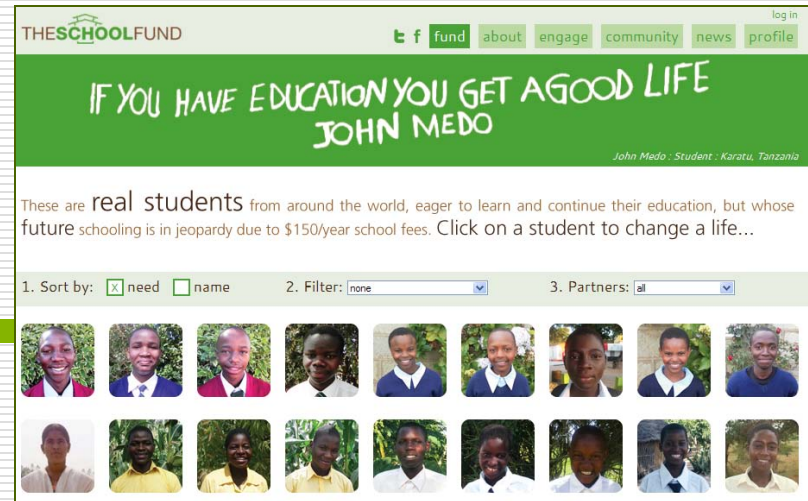 log in
THESCHOOLFUND
t f fund about engage community news profile
IF YOU HAVE EDUCATION YOU GET A GOOD LIFE
JOHN MEDO
John Medo : Student : Karatu, Tanzania
These are real students from around the world, eager to learn and continue their education, but whose
future schooling is in jeopardy due to $150/year school fees. Click on a student to change a life...
1. Sort by: x need name 2. Filter: none 3. Partners: all